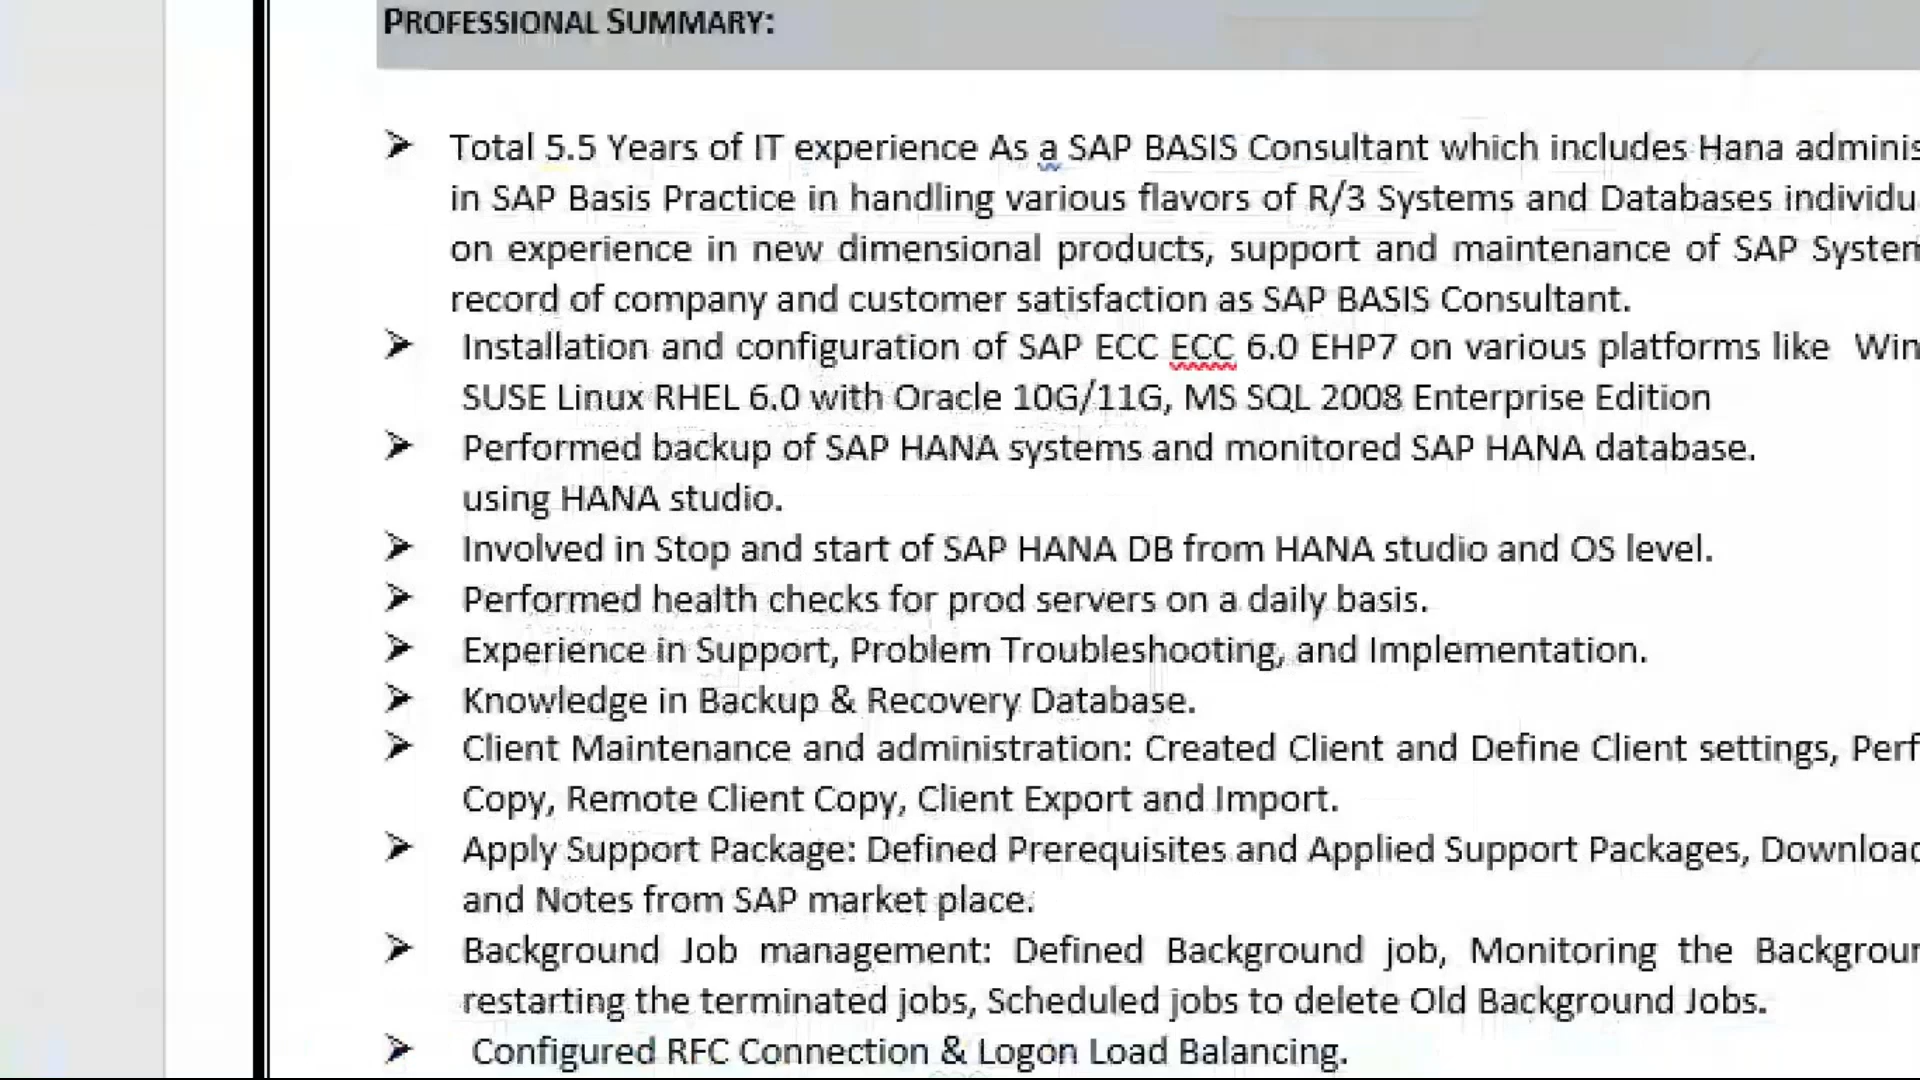 PROFESSIONAL SUMMARY:
➢ Total 5.5 Years of IT experience As a SAP BASIS Consultant which includes Hana adminis
in SAP Basis Practice in handling various flavors of R/3 Systems and Databases individu
on experience in new dimensional products, support and maintenance of SAP System
record of company and customer satisfaction as SAP BASIS Consultant.
➢ Installation and configuration of SAP ECC ECC 6.0 EHP7 on various platforms like Win
SUSE Linux RHEL 6.0 with Oracle 10G/11G, MS SQL 2008 Enterprise Edition
➢ Performed backup of SAP HANA systems and monitored SAP HANA database.
using HANA studio.
➢ Involved in Stop and start of SAP HANA DB from HANA studio and OS level.
➢ Performed health checks for prod servers on a daily basis.
➢ Experience in Support, Problem Troubleshooting, and Implementation.
➢ Knowledge in Backup & Recovery Database.
➢ Client Maintenance and administration: Created Client and Define Client settings, Perf
Copy, Remote Client Copy, Client Export and Import.
➢ Apply Support Package: Defined Prerequisites and Applied Support Packages, Download
and Notes from SAP market place.
➢ Background Job management: Defined Background job, Monitoring the Backgroun
restarting the terminated jobs, Scheduled jobs to delete Old Background Jobs.
➢ Configured RFC Connection & Logon Load Balancing.